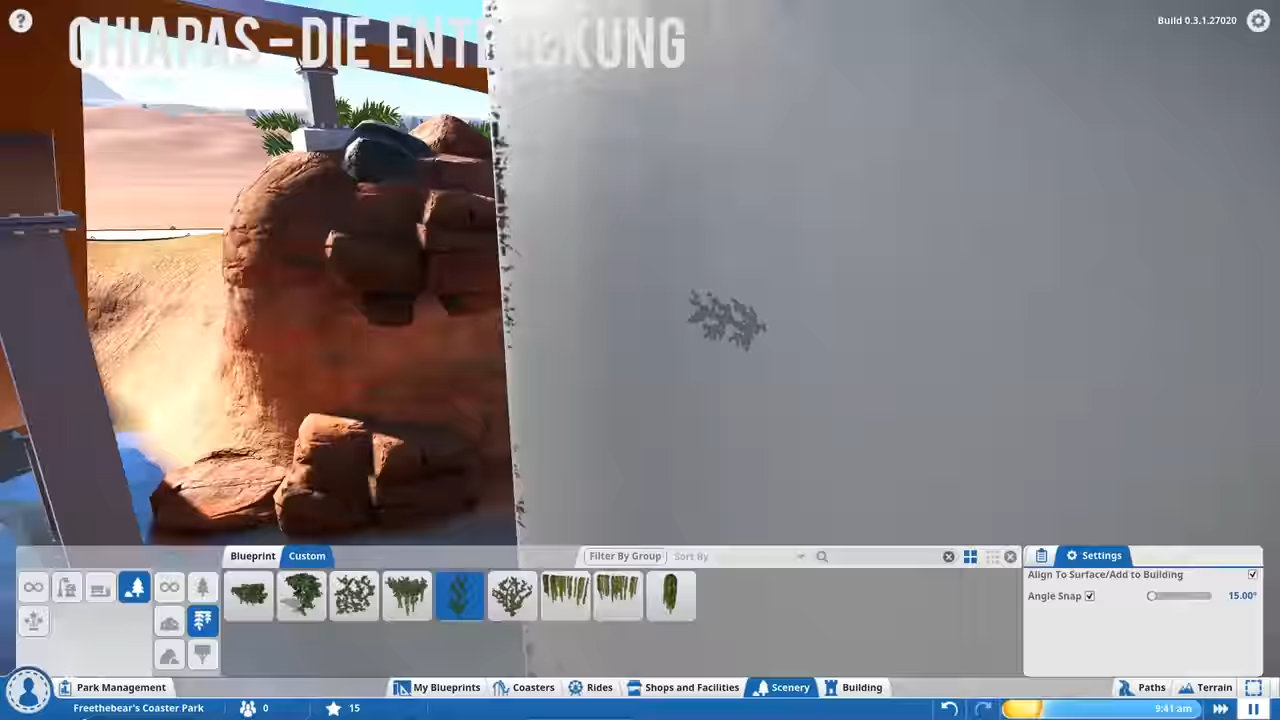 CHIAPAS - DIE ENTDECKUNG
Build 0.3.1.27020
Blueprint
Custom
Filter By Group
Sort By
Settings
Align To Surface/Add to Building
Angle Snap
15.00°
Park Management
My Blueprints
Coasters
Rides
Shops and Facilities
Scenery
Building
Paths
Terrain
Freethebear's Coaster Park
0
15
9:41 am